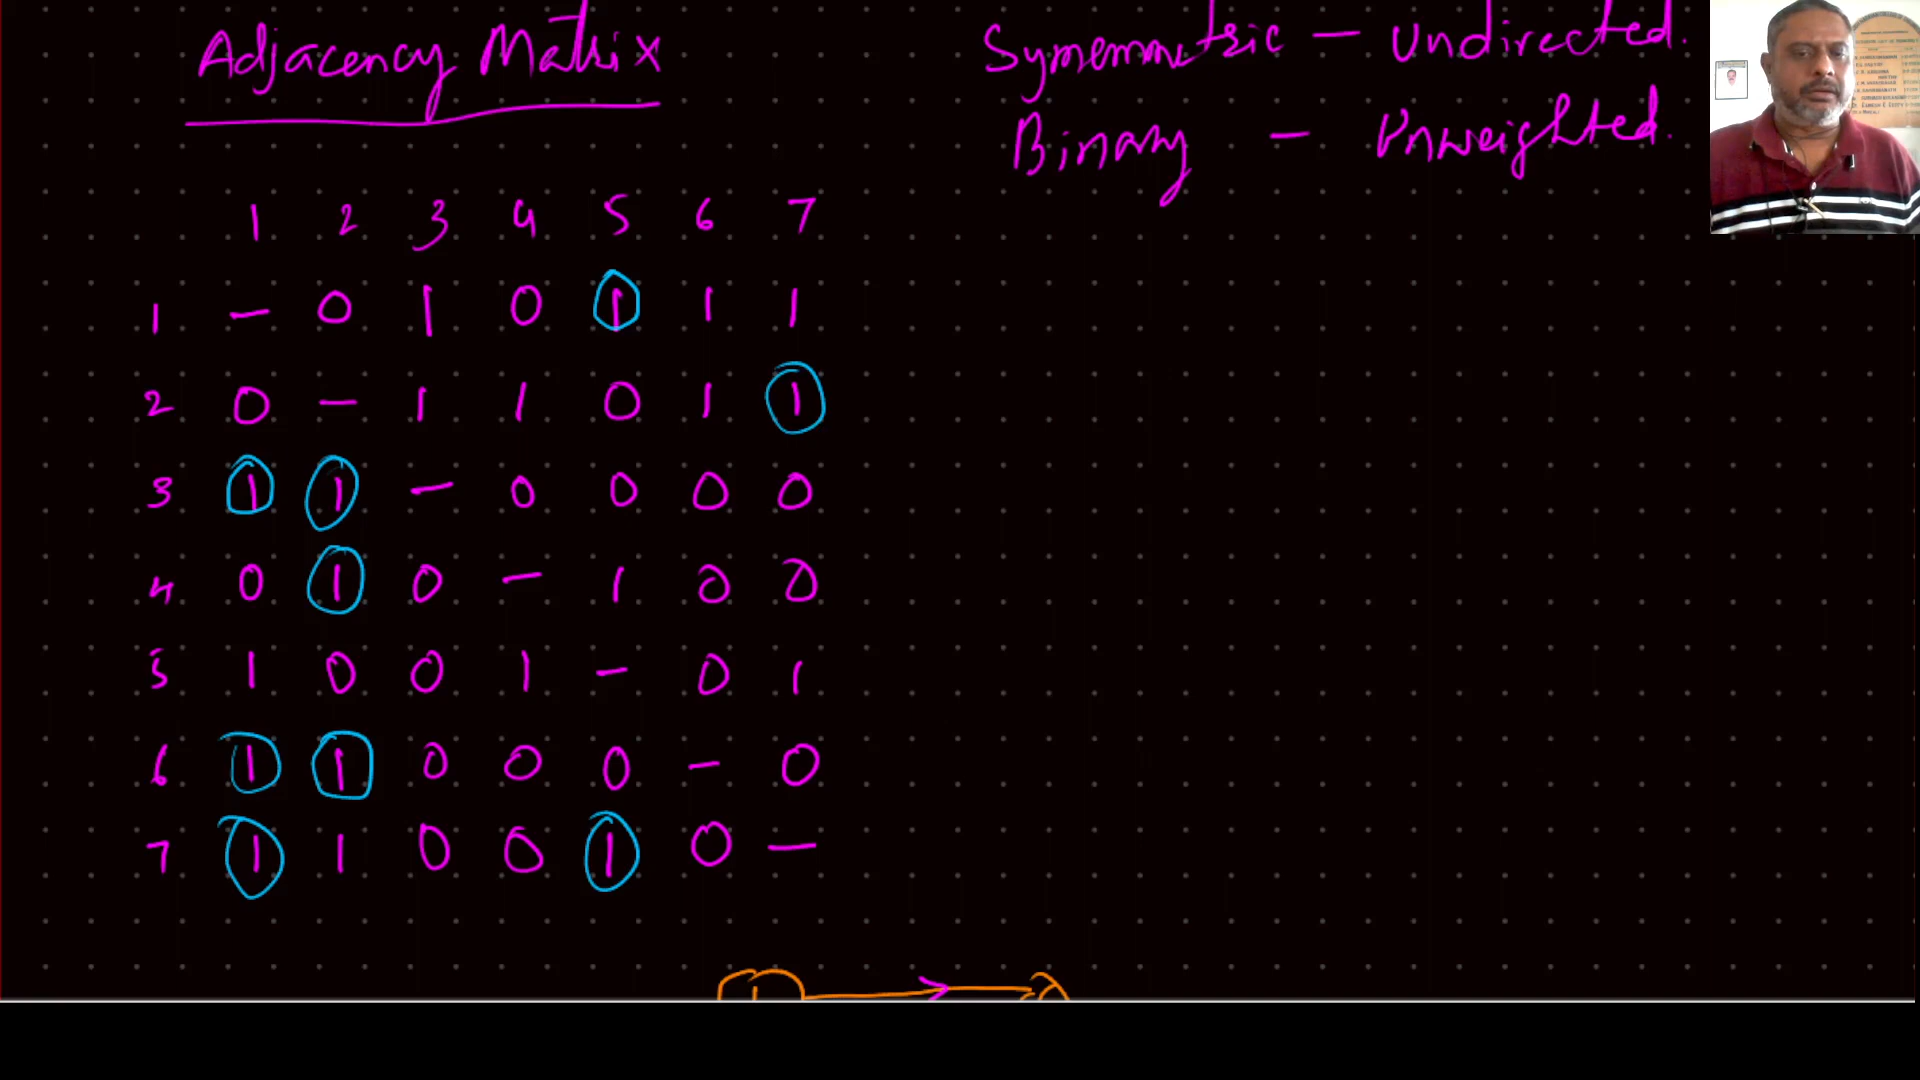 Adjacency Matrix
Symemmetric - Undirected.
Binary - Unweighted.
1 2 3 4 5 6 7
1 - 0 1 0 1 1 1
2 0 - 1 1 0 1 1
3 1 1 - 0 0 0 0
4 0 1 0 - 1 0 0
5 1 0 0 1 - 0 1
6 1 1 0 0 0 - 0
7 1 1 0 0 1 0 -